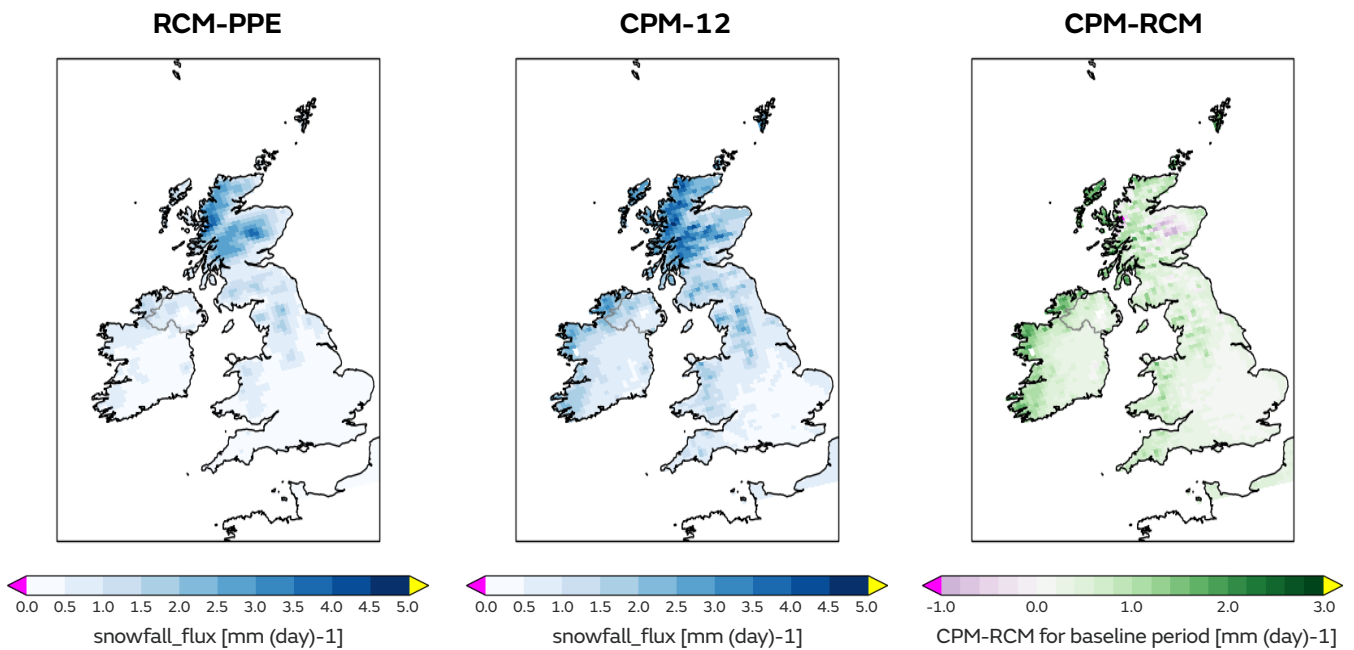 RCM-PPE CPM-12 CPM-RCM
0.0 0.5 1.0 1.5 2.0 2.5 3.0 3.5 4.0 4.5 5.0
0.0 0.5 1.0 1.5 2.0 2.5 3.0 3.5 4.0 4.5 5.0
-1.0 0.0 1.0 2.0 3.0
snowfall_flux [mm (day)-1] snowfall_flux [mm (day)-1] CPM-RCM for baseline period [mm (day)-1]